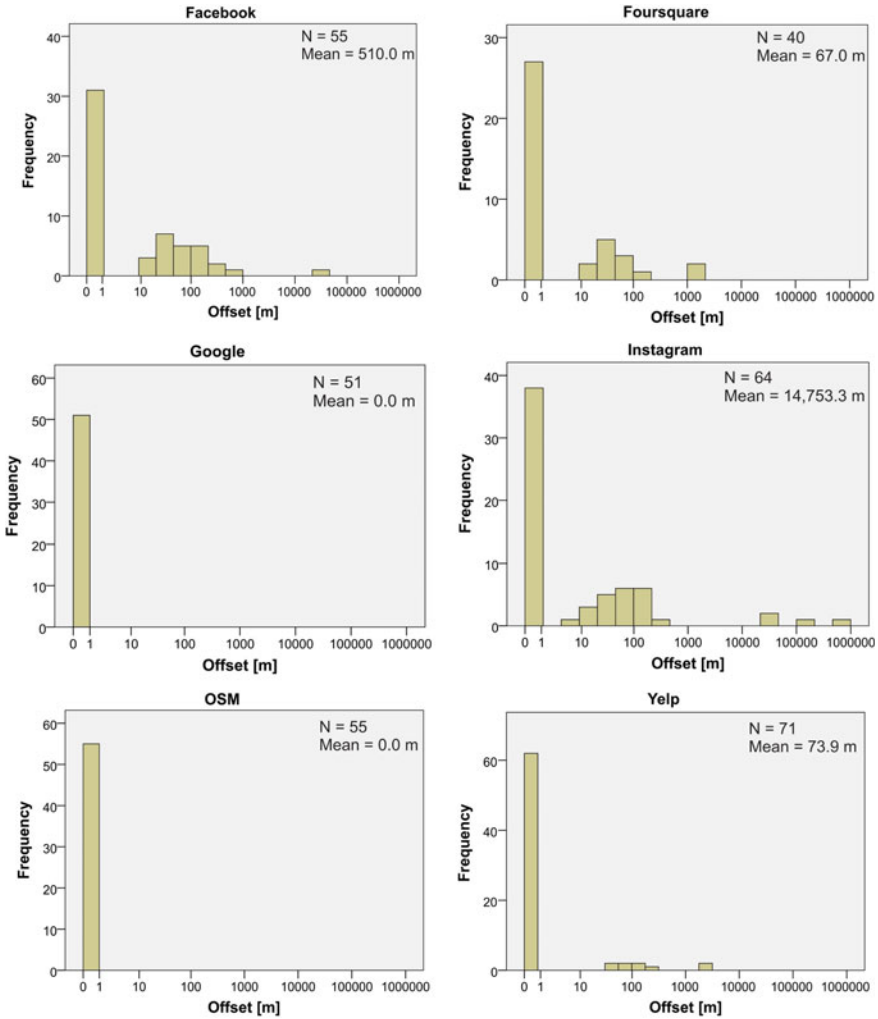 Facebook
N = 55
Mean = 510.0 m
40
30
20
10
0
Frequency
0 1 10 100 1000 10000 100000 1000000
Offset [m]
Foursquare
N = 40
Mean = 67.0 m
30
20
10
0
Frequency
0 1 10 100 1000 10000 100000 1000000
Offset [m]
Google
N = 51
Mean = 0.0 m
60
50
40
30
20
10
0
Frequency
0 1 10 100 1000 10000 100000 1000000
Offset [m]
Instagram
N = 64
Mean = 14,753.3 m
40
30
20
10
0
Frequency
0 1 10 100 1000 10000 100000 1000000
Offset [m]
OSM
N = 55
Mean = 0.0 m
60
50
40
30
20
10
0
Frequency
0 1 10 100 1000 10000 100000 1000000
Offset [m]
Yelp
N = 71
Mean = 73.9 m
60
40
20
0
Frequency
0 1 10 100 1000 10000 100000 1000000
Offset [m]